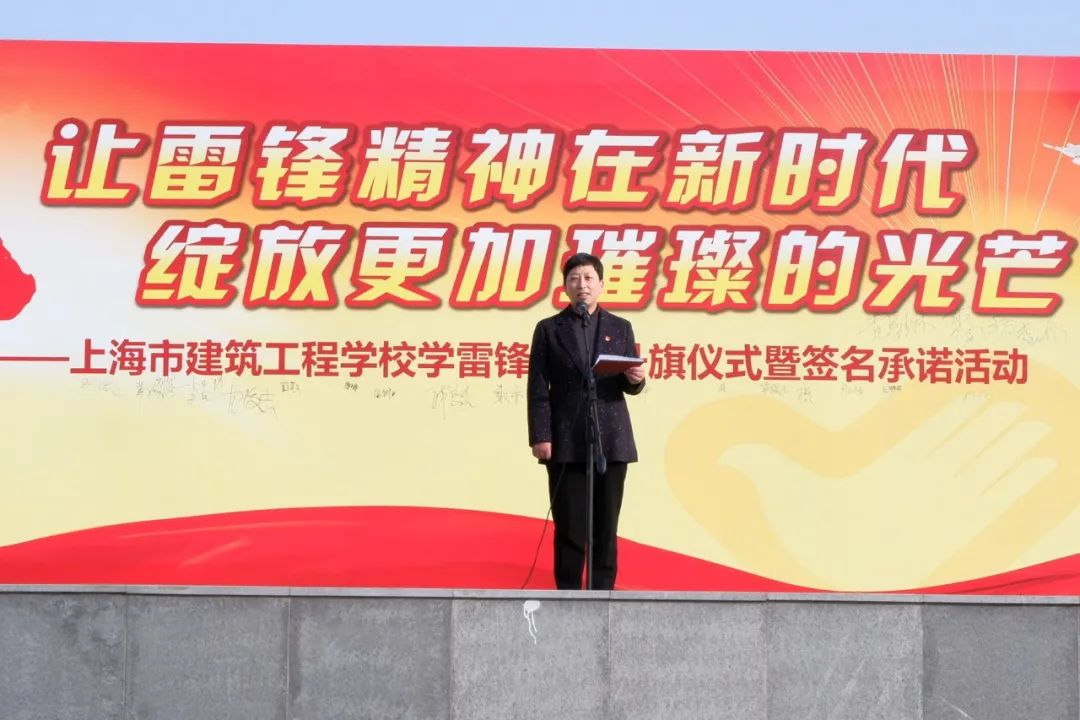 让雷锋精神在新时代
绽放更加璀璨的光芒
——上海市建筑工程学校学雷锋 旗仪式暨签名承诺活动